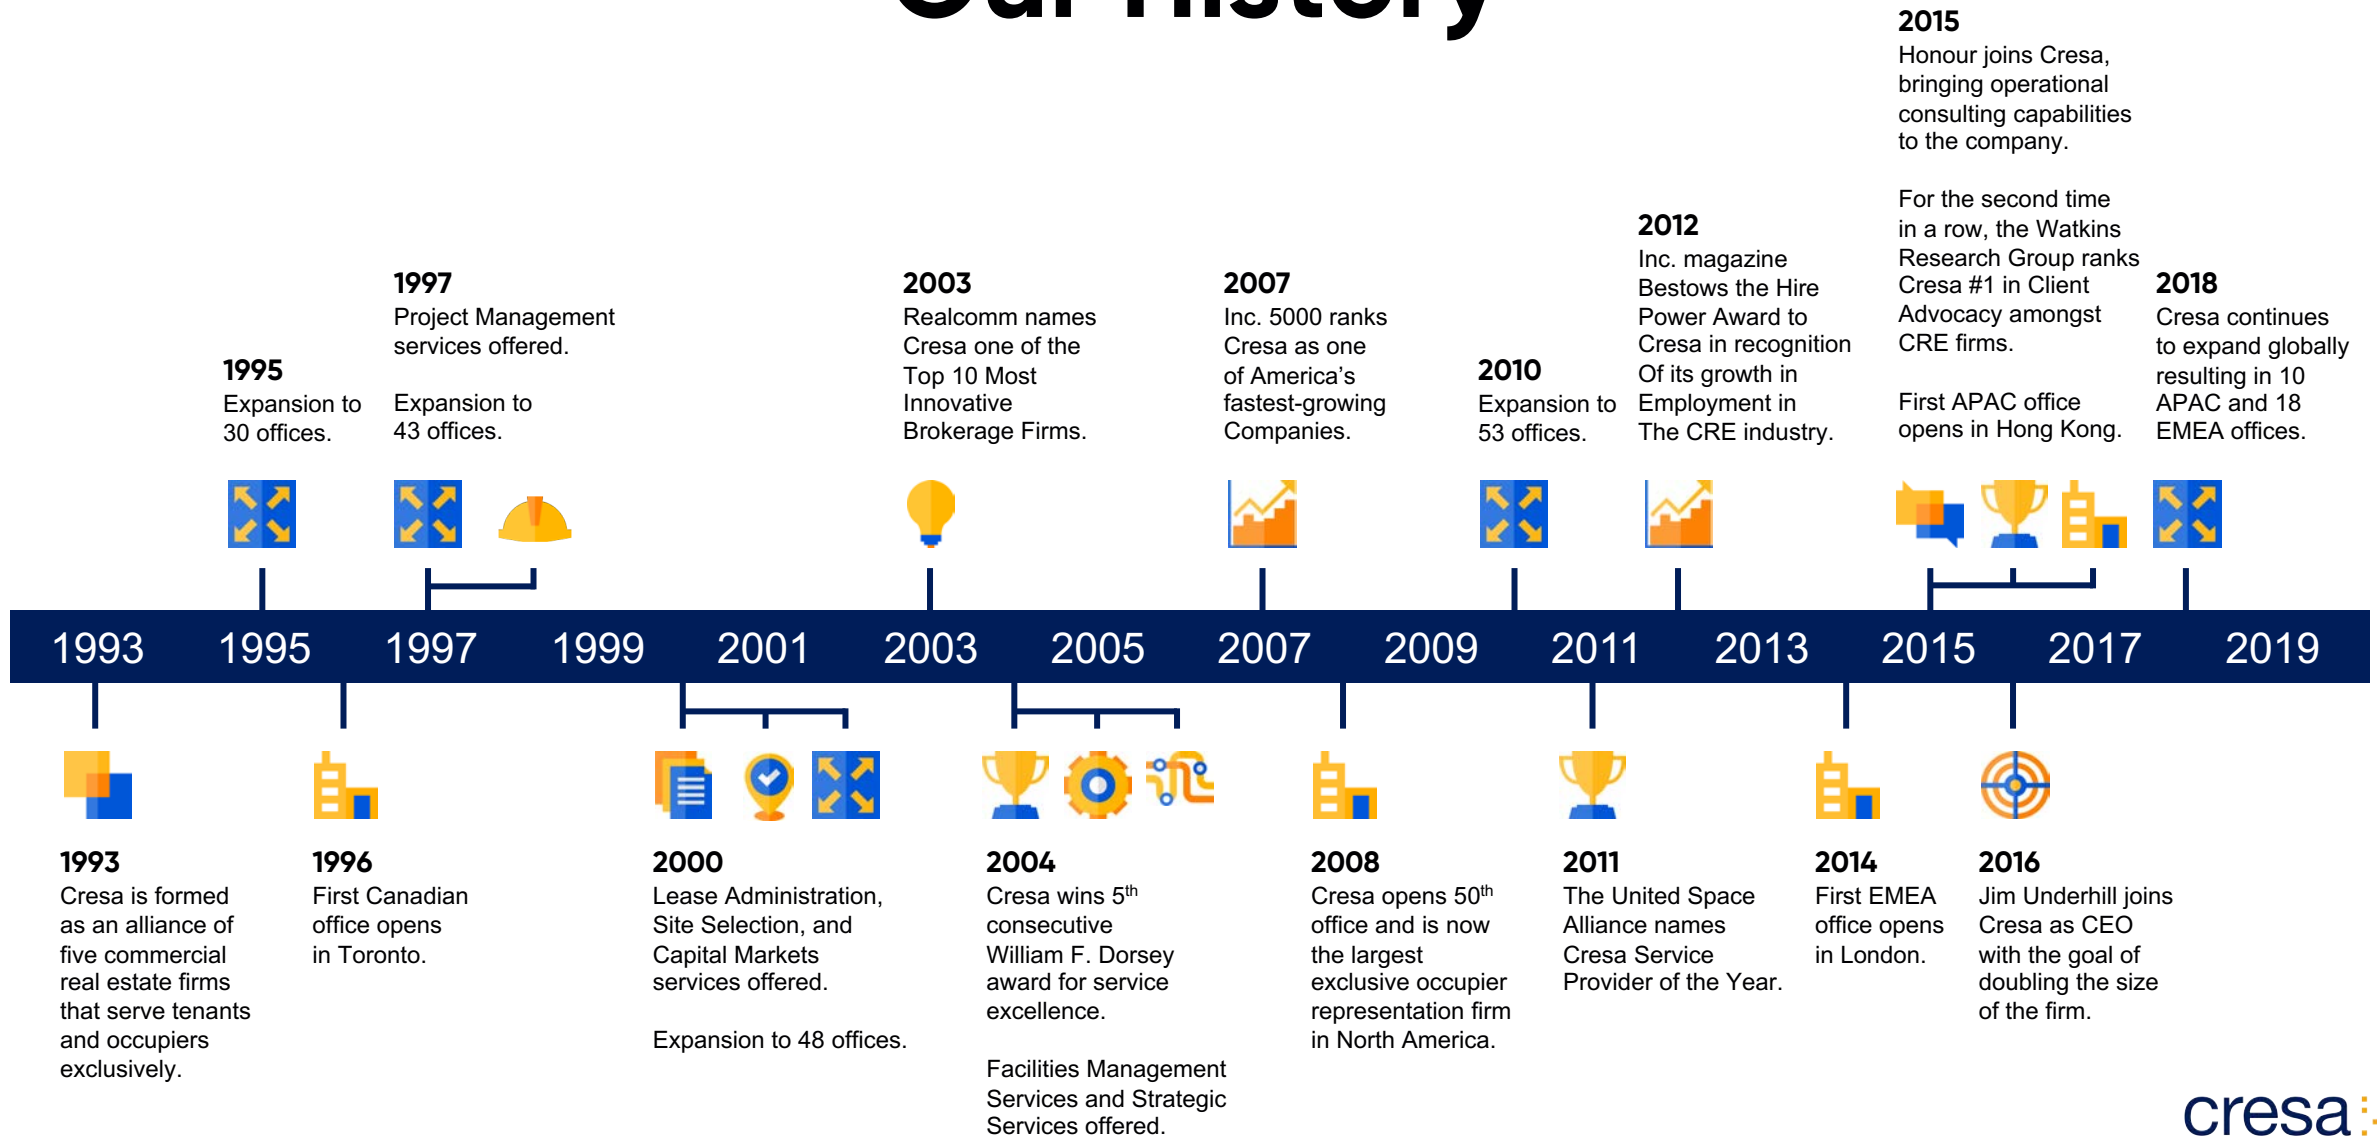 Our History
1995
Expansion to
30 offices.
1997
Project Management
services offered.
Expansion to
43 offices.
2003
Realcomm names
Cresa one of the
Top 10 Most
Innovative
Brokerage Firms.
2007
Inc. 5000 ranks
Cresa as one
of America’s
fastest-growing
Companies.
2010
Expansion to
53 offices.
2012
Inc. magazine
Bestows the Hire
Power Award to
Cresa in recognition
Of its growth in
Employment in
The CRE industry.
2015
Honour joins Cresa,
bringing operational
consulting capabilities
to the company.
For the second time
in a row, the Watkins
Research Group ranks
Cresa #1 in Client
Advocacy amongst
CRE firms.
First APAC office
opens in Hong Kong.
2018
Cresa continues
to expand globally
resulting in 10
APAC and 18
EMEA offices.
1993 1995 1997 1999 2001 2003 2005 2007 2009 2011 2013 2015 2017 2019
1993
Cresa is formed
as an alliance of
five commercial
real estate firms
that serve tenants
and occupiers
exclusively.
1996
First Canadian
office opens
in Toronto.
2000
Lease Administration,
Site Selection, and
Capital Markets
services offered.
Expansion to 48 offices.
2004
Cresa wins 5th
consecutive
William F. Dorsey
award for service
excellence.
Facilities Management
Services and Strategic
Services offered.
2008
Cresa opens 50th
office and is now
the largest
exclusive occupier
representation firm
in North America.
2011
The United Space
Alliance names
Cresa Service
Provider of the Year.
2014
First EMEA
office opens
in London.
2016
Jim Underhill joins
Cresa as CEO
with the goal of
doubling the size
of the firm.
cresa